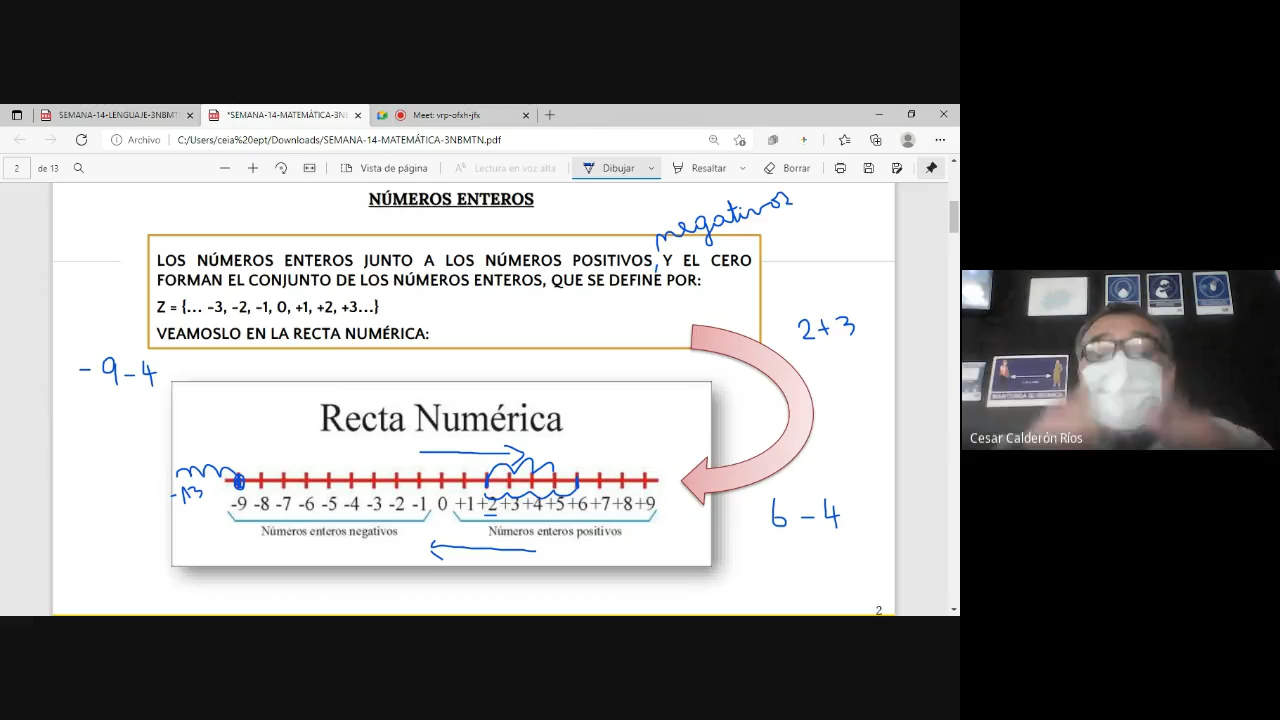 SEMANA-14-LENGUAJE-3NBMT
*SEMANA-14-MATEMÁTICA-3NB
Meet: vrp-ofxh-jfx
Archivo
C:/Users/ceia%20ept/Downloads/SEMANA-14-MATEMÁTICA-3NBMTN.pdf
2 de 13
Vista de página
Lectura en voz alta
Dibujar
Resaltar
Borrar
NÚMEROS ENTEROS
negativos
LOS NÚMEROS ENTEROS JUNTO A LOS NÚMEROS POSITIVOS, Y EL CERO
FORMAN EL CONJUNTO DE LOS NÚMEROS ENTEROS, QUE SE DEFINE POR:
Z = {... -3, -2, -1, 0, +1, +2, +3...}
VEAMOSLO EN LA RECTA NUMÉRICA:
2+3
-9-4
Recta Numérica
-13
-9 -8 -7 -6 -5 -4 -3 -2 -1 0 +1 +2 +3 +4 +5 +6 +7 +8 +9
Números enteros negativos
Números enteros positivos
6-4
2
Cesar Calderón Ríos